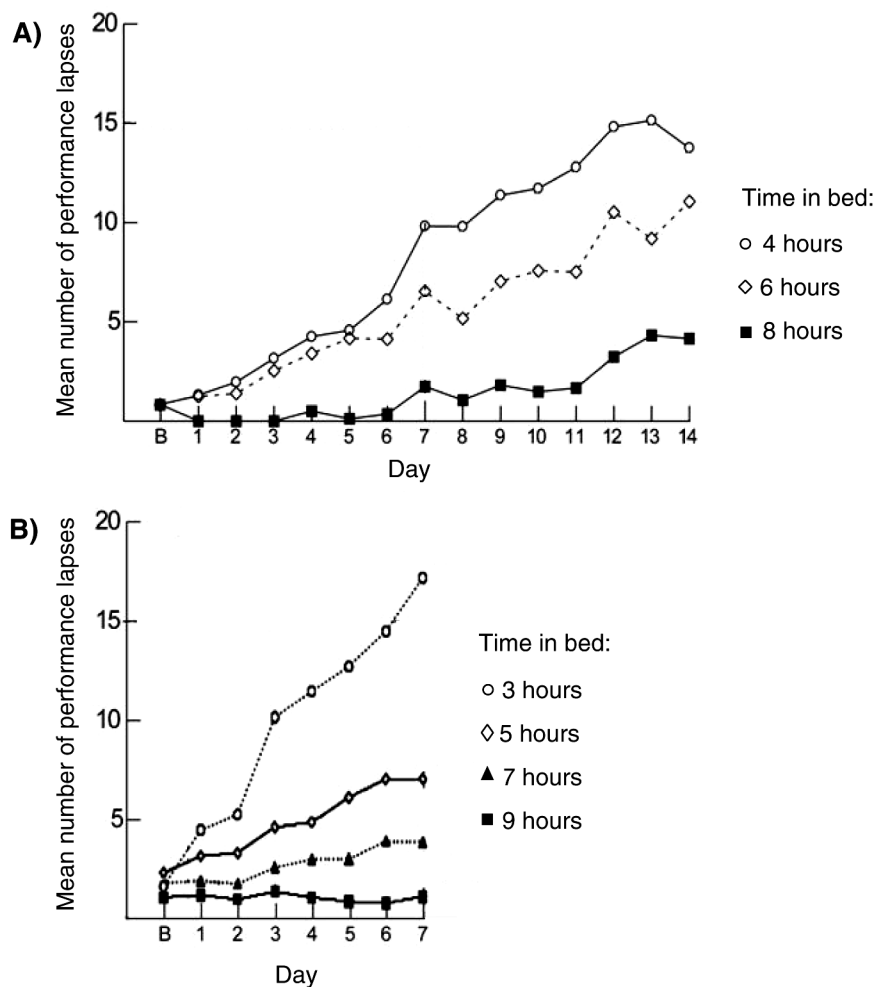 A)
Mean number of performance lapses
20
15
10
5
B 1 2 3 4 5 6 7 8 9 10 11 12 13 14
Day
Time in bed:
4 hours
6 hours
8 hours
B)
Mean number of performance lapses
20
15
10
5
B 1 2 3 4 5 6 7
Day
Time in bed:
3 hours
5 hours
7 hours
9 hours